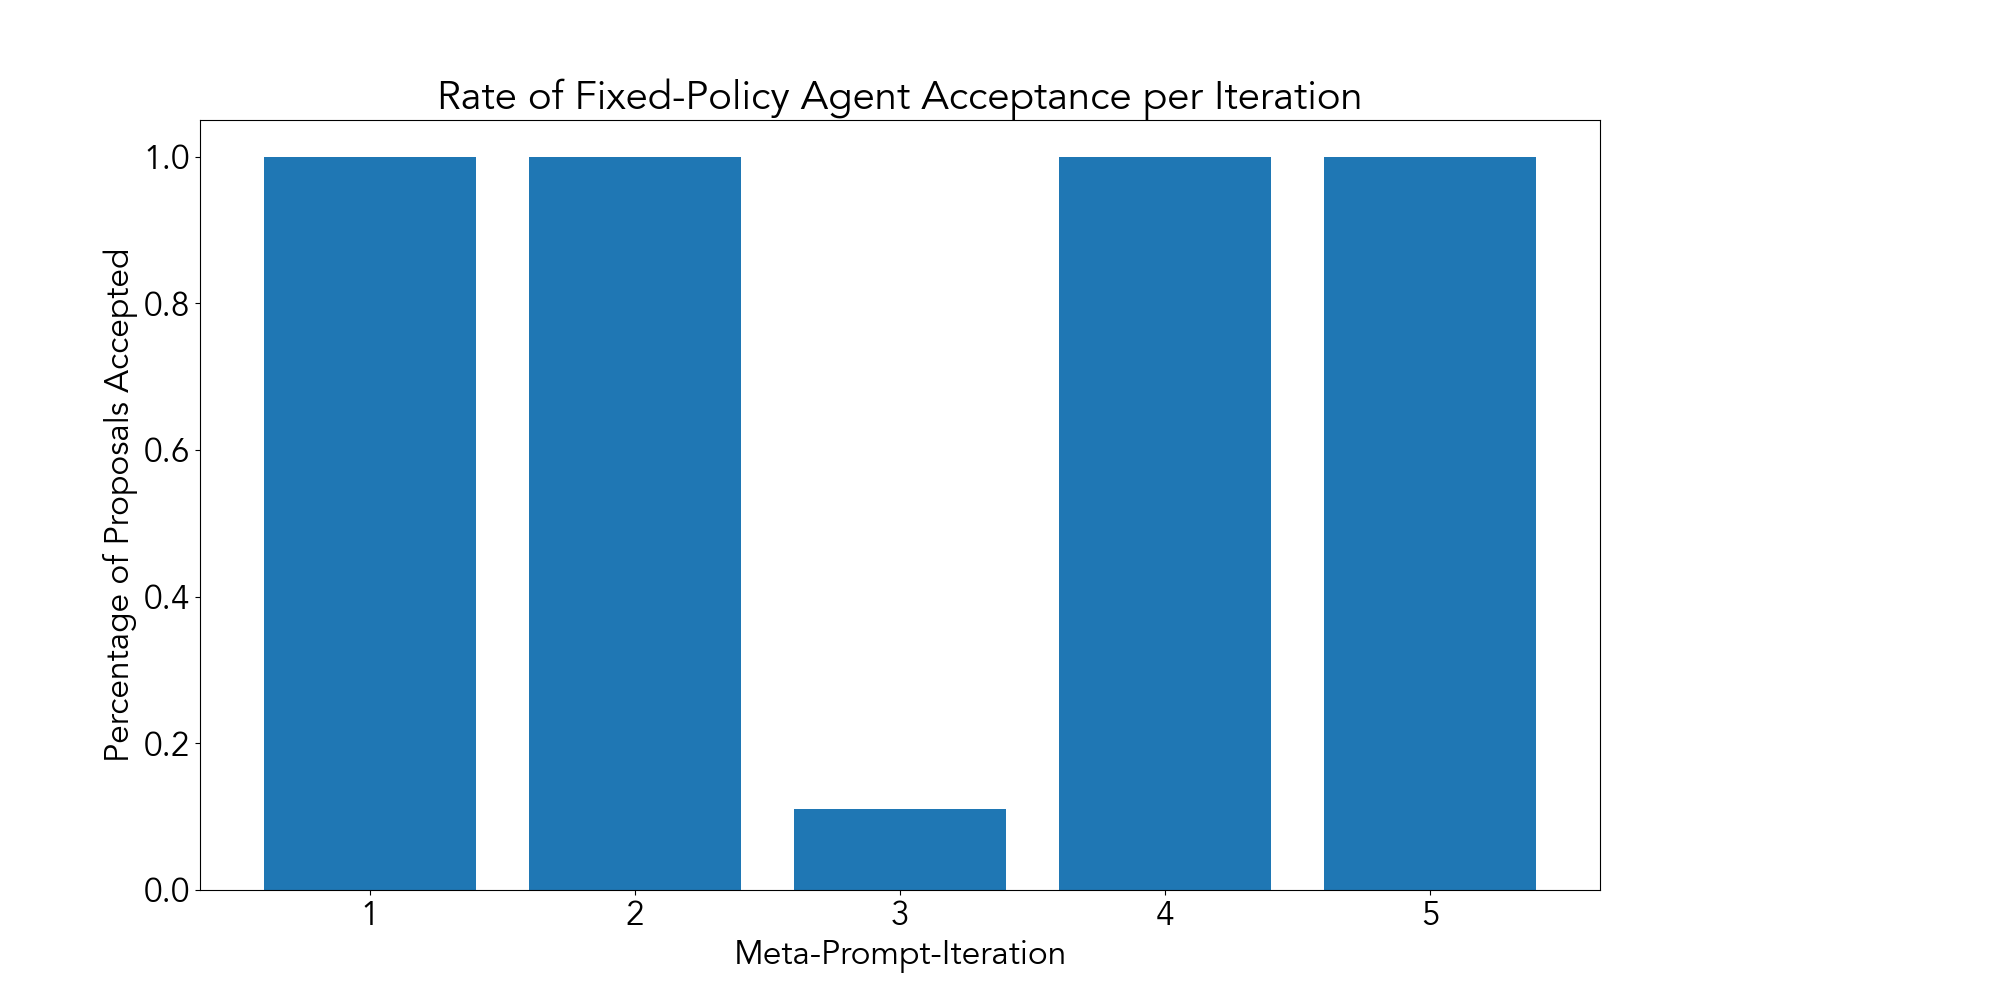 Rate of Fixed-Policy Agent Acceptance per Iteration
Percentage of Proposals Accepted
1.0
0.8
0.6
0.4
0.2
0.0
1 2 3 4 5
Meta-Prompt-Iteration